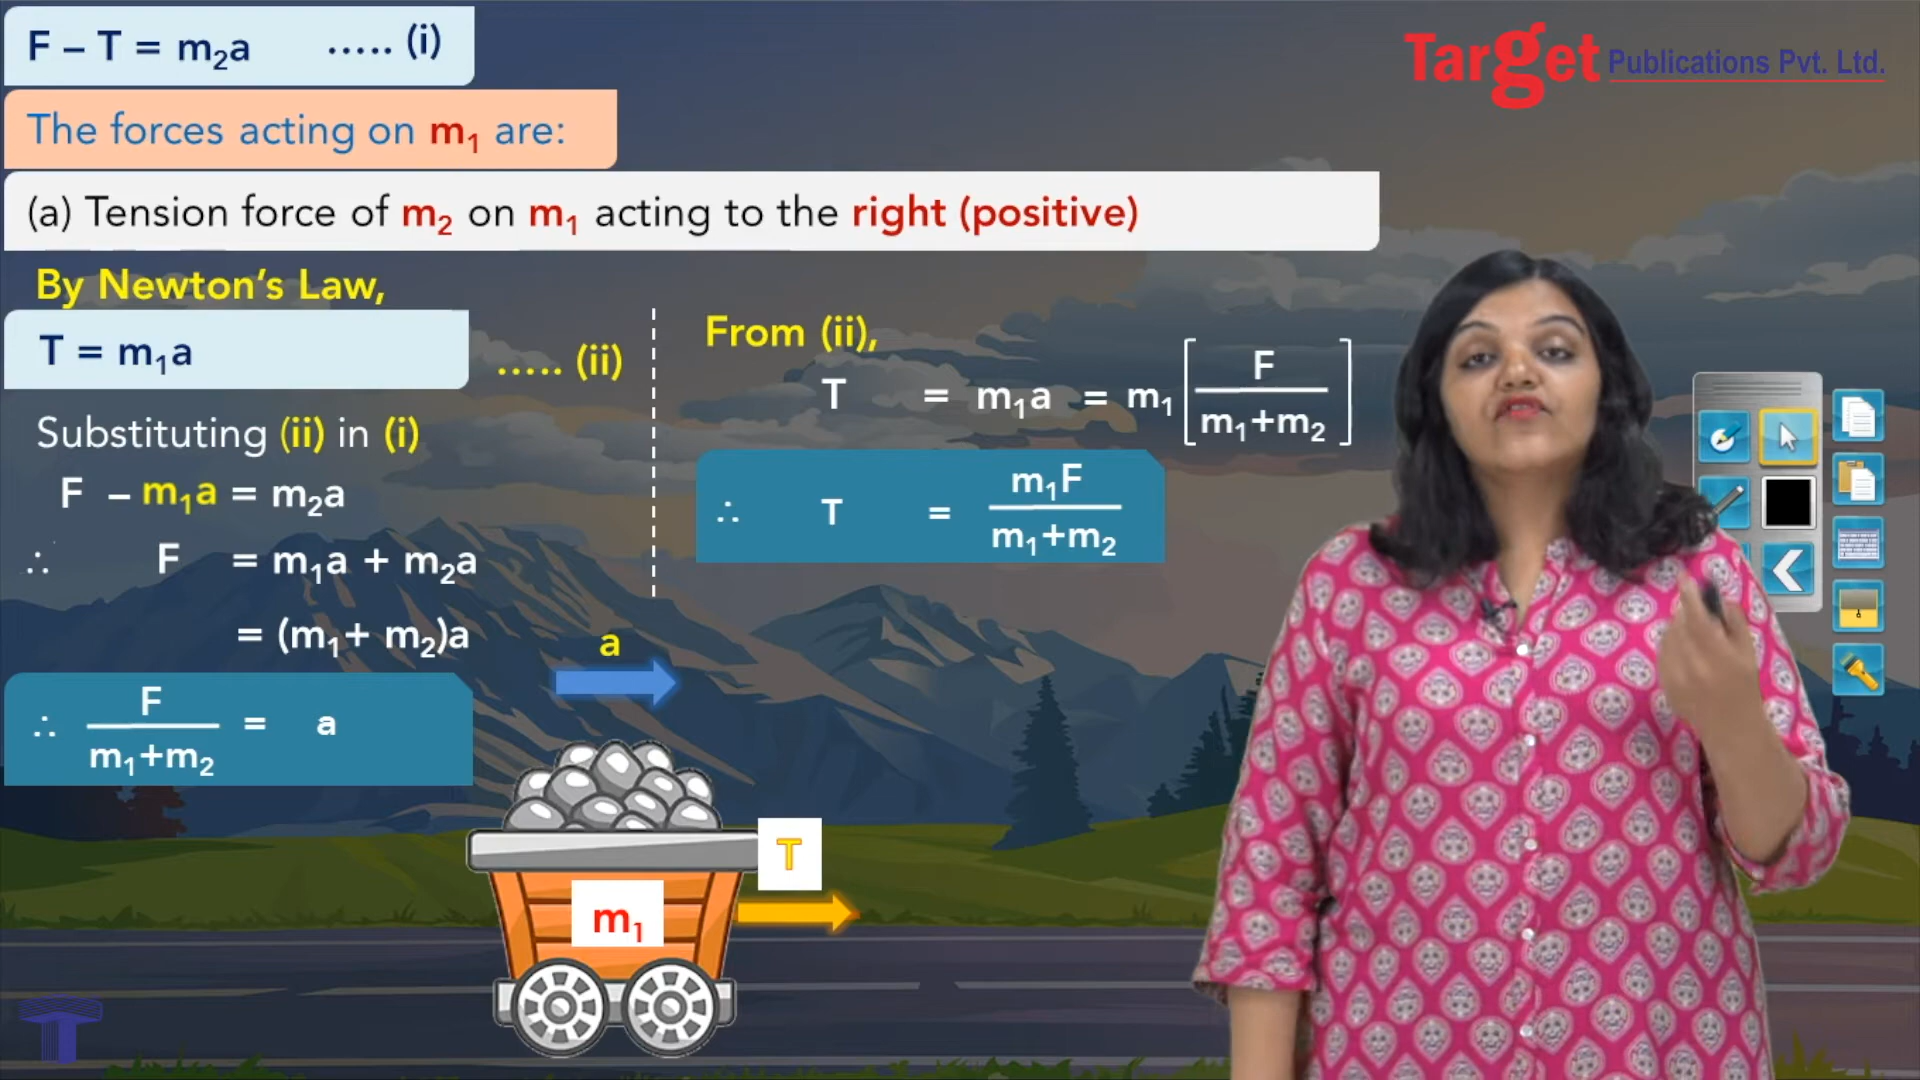 F – T = m₂a ..... (i)
Target Publications Pvt. Ltd.
The forces acting on m₁ are:
(a) Tension force of m₂ on m₁ acting to the right (positive)
By Newton's Law,
T = m₁a ..... (ii)
Substituting (ii) in (i)
F – m₁a = m₂a
∴ F = m₁a + m₂a
= (m₁+ m₂)a
∴ F/(m₁+m₂) = a
From (ii),
T = m₁a = m₁[F/(m₁+m₂)]
∴ T = m₁F/(m₁+m₂)
a
T
m₁
T